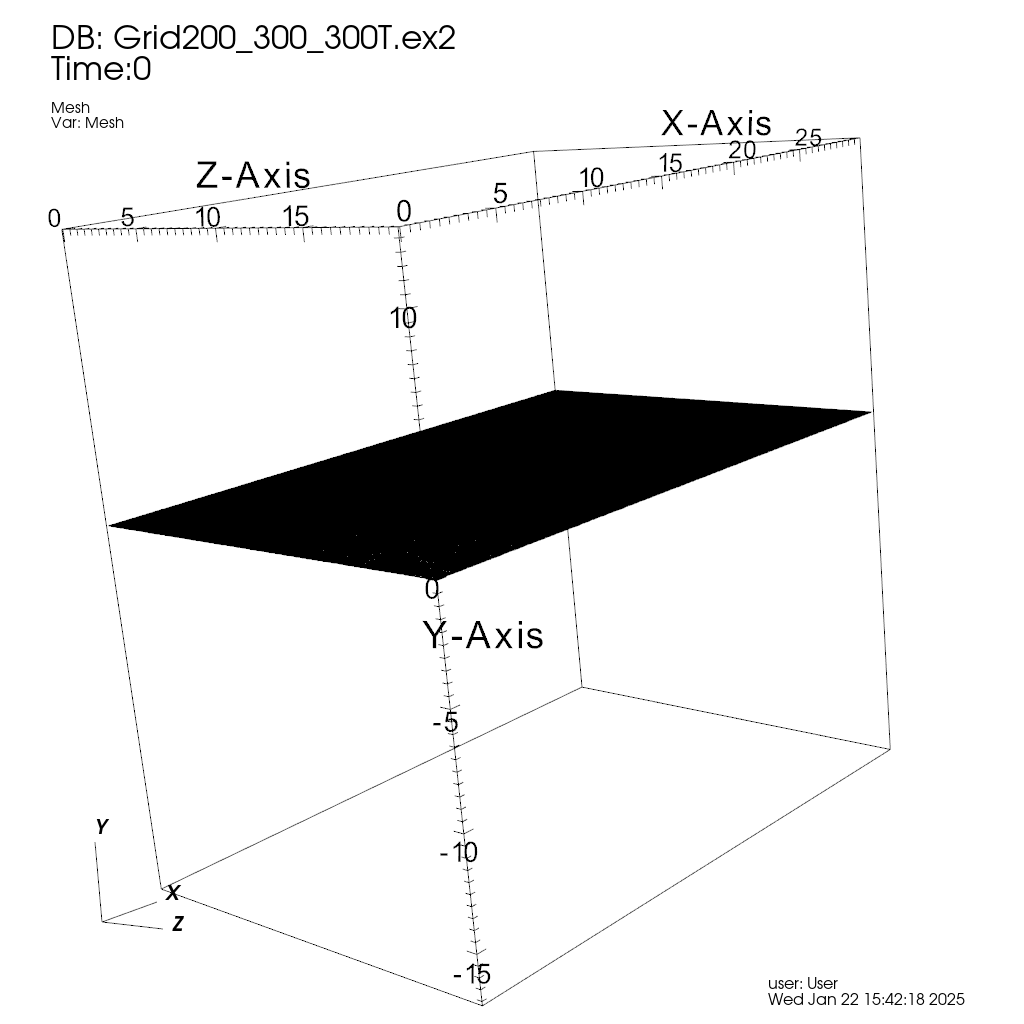 DB: Grid200_300_300T.ex2
Time:0
Mesh
Var: Mesh
X-Axis
Z-Axis
0 5 10 15
0 5 10 15 20 25
10
0
Y-Axis
-5
-10
-15
Y
X
Z
user: User
Wed Jan 22 15:42:18 2025